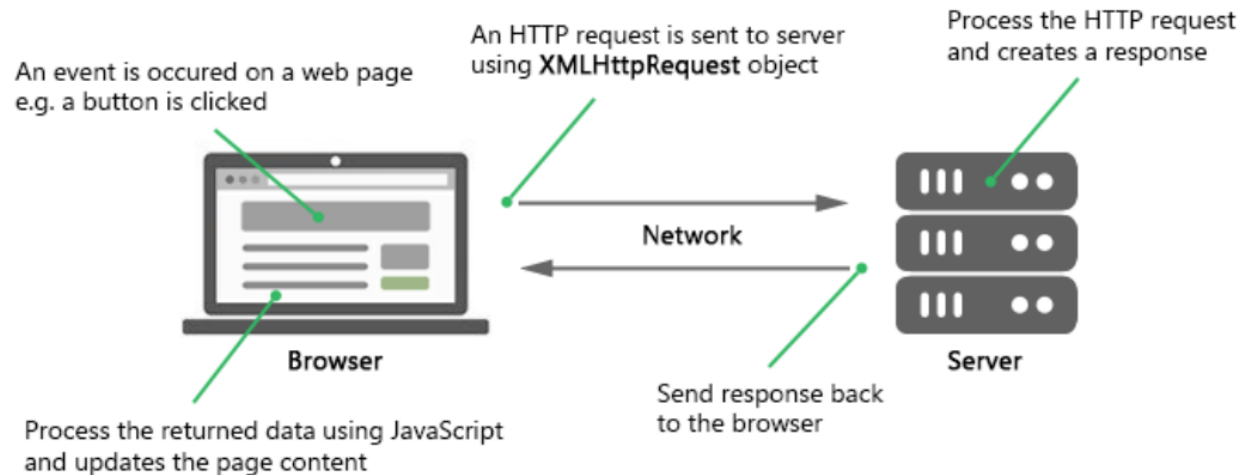 An event is occured on a web page
e.g. a button is clicked
An HTTP request is sent to server
using XMLHttpRequest object
Process the HTTP request
and creates a response
Network
Browser
Server
Send response back
to the browser
Process the returned data using JavaScript
and updates the page content